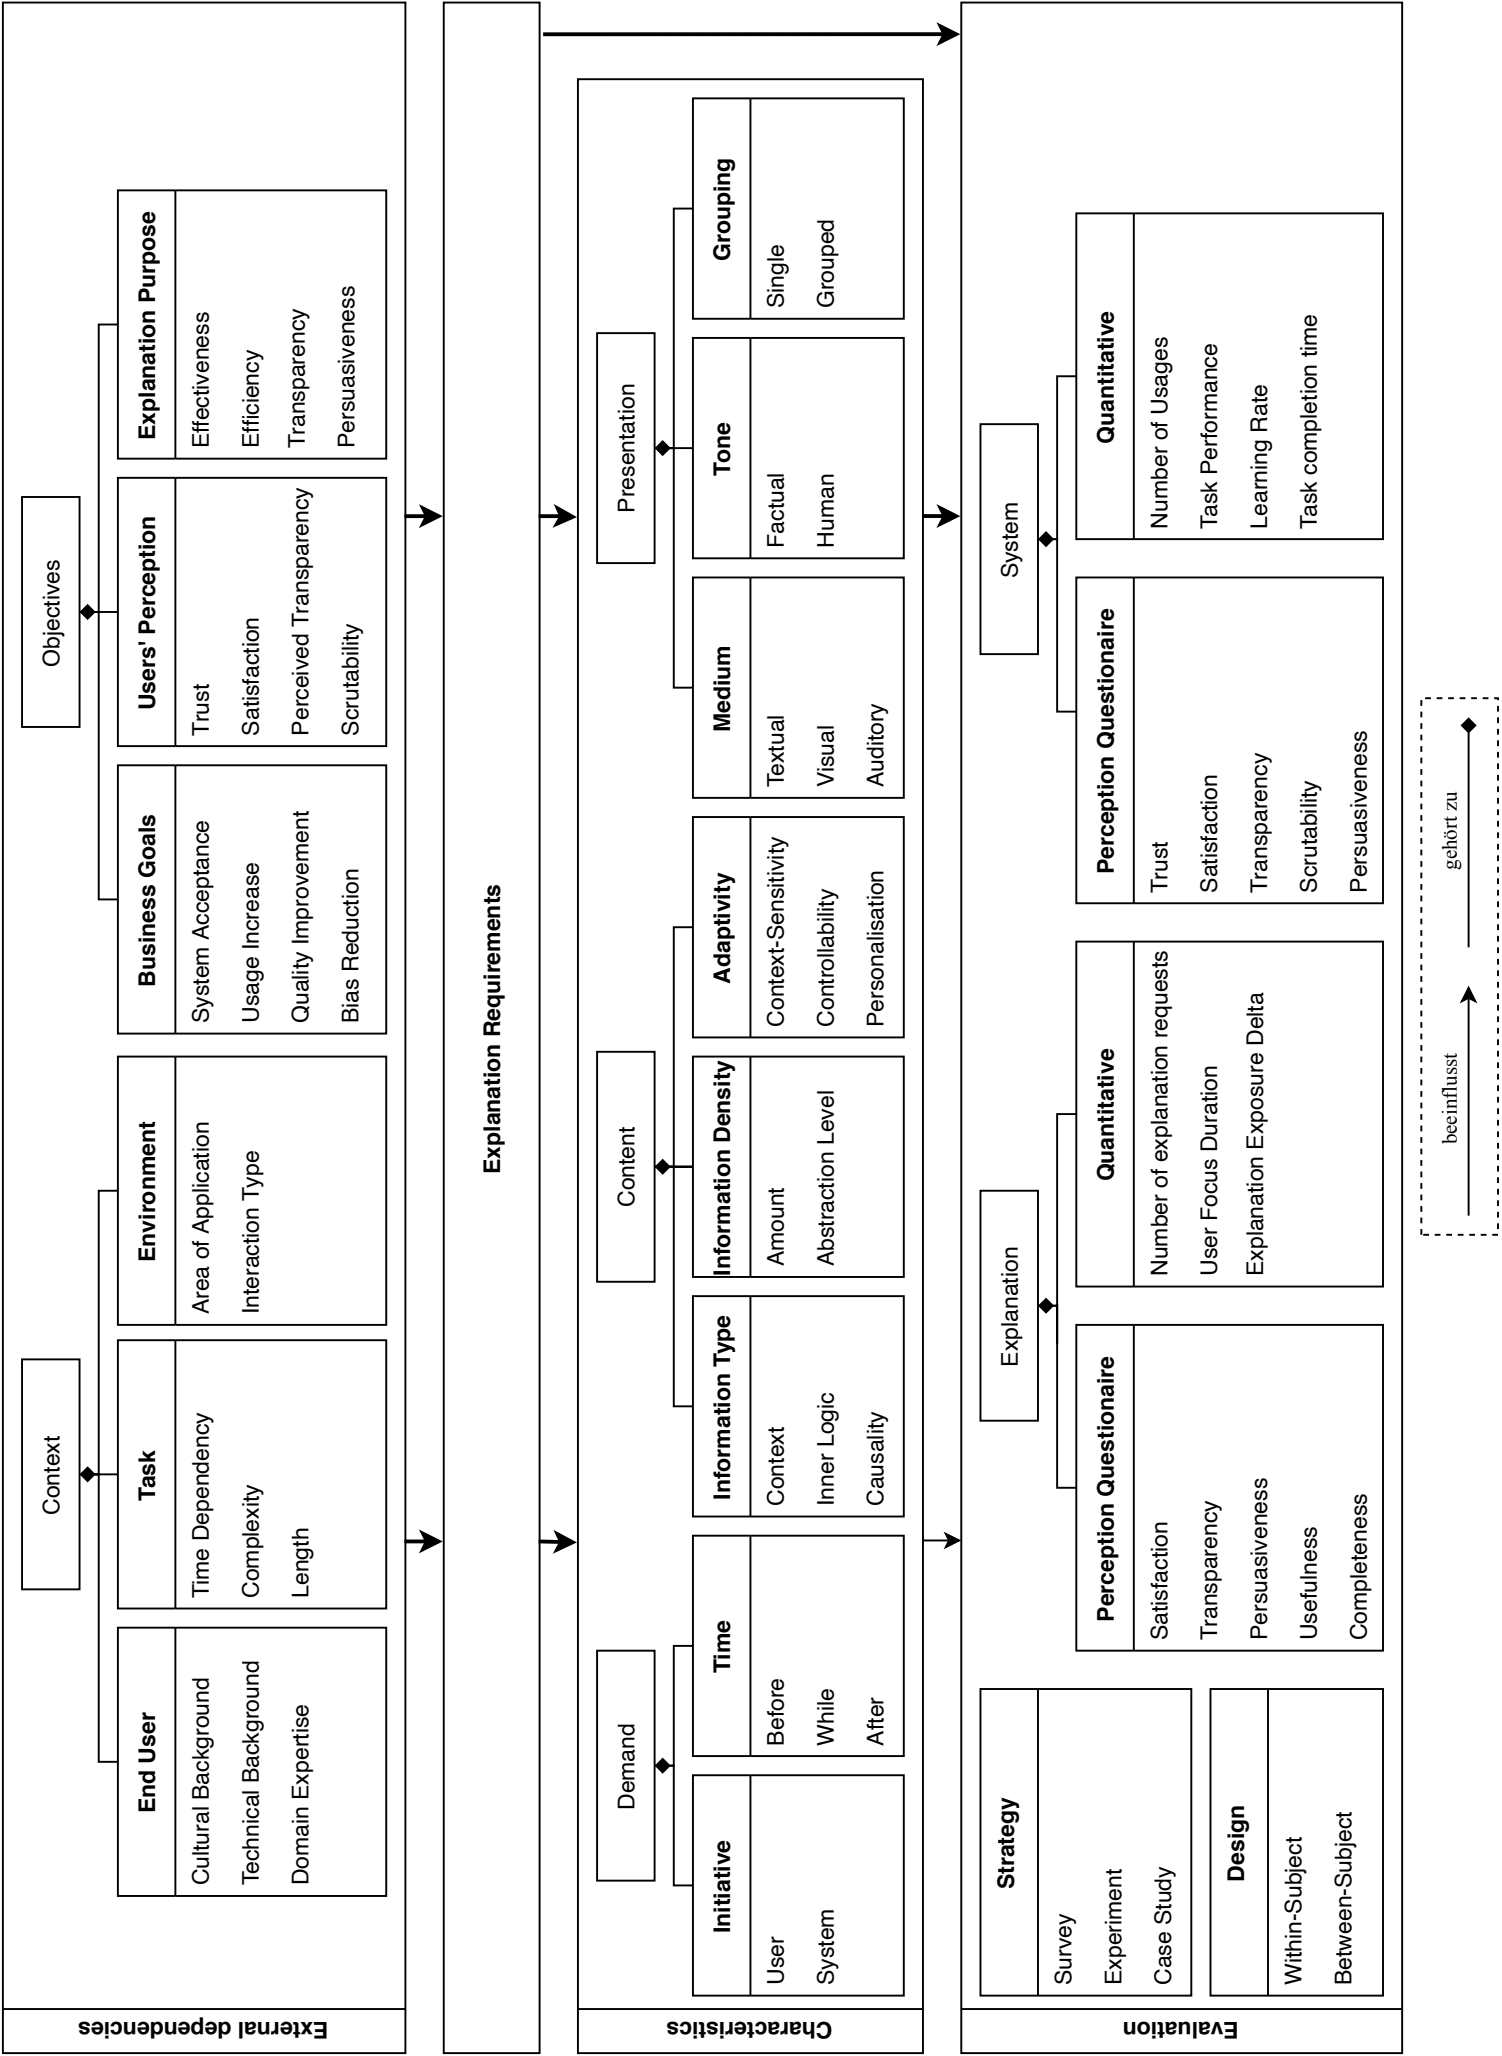 External dependencies
Context
End User
Cultural Background
Technical Background
Domain Expertise
Task
Time Dependency
Complexity
Length
Environment
Area of Application
Interaction Type
Objectives
Business Goals
System Acceptance
Usage Increase
Quality Improvement
Bias Reduction
Users' Perception
Trust
Satisfaction
Perceived Transparency
Scrutability
Explanation Purpose
Effectiveness
Efficiency
Transparency
Persuasiveness
Explanation Requirements
Characteristics
Demand
Initiative
User
System
Time
Before
While
After
Content
Information Type
Context
Inner Logic
Causality
Information Density
Amount
Abstraction Level
Adaptivity
Context-Sensitivity
Controllability
Personalisation
Presentation
Medium
Textual
Visual
Auditory
Tone
Factual
Human
Grouping
Single
Grouped
Evaluation
Strategy
Survey
Experiment
Case Study
Design
Within-Subject
Between-Subject
Explanation
Perception Questionaire
Satisfaction
Transparency
Persuasiveness
Usefulness
Completeness
Quantitative
Number of explanation requests
User Focus Duration
Explanation Exposure Delta
System
Perception Questionaire
Trust
Satisfaction
Transparency
Scrutability
Persuasiveness
Quantitative
Number of Usages
Task Performance
Learning Rate
Task completion time
beeinflusst
gehört zu